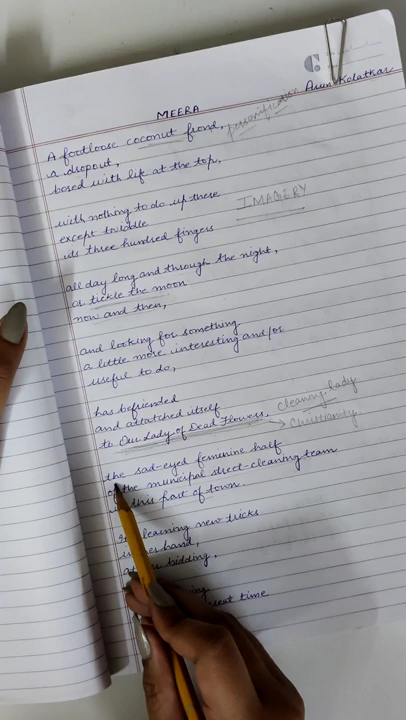 MEERA
Arun Kolatkar
A footloose coconut frond, personification
a dropout,
bored with life at the top,
with nothing to do up there
except twiddle
its three hundred fingers
IMAGERY
all day long and through the night,
or tickle the moon
now and then,
and looking for something
a little more interesting and/or
useful to do,
has befriended
and attatched itself
to Our Lady of Dead Flowers,
cleaning lady
→ Christianity
the sad-eyed feminine half
of the municipal street-cleaning team
this part of town.
learning new tricks
hand,
bidding,
great time